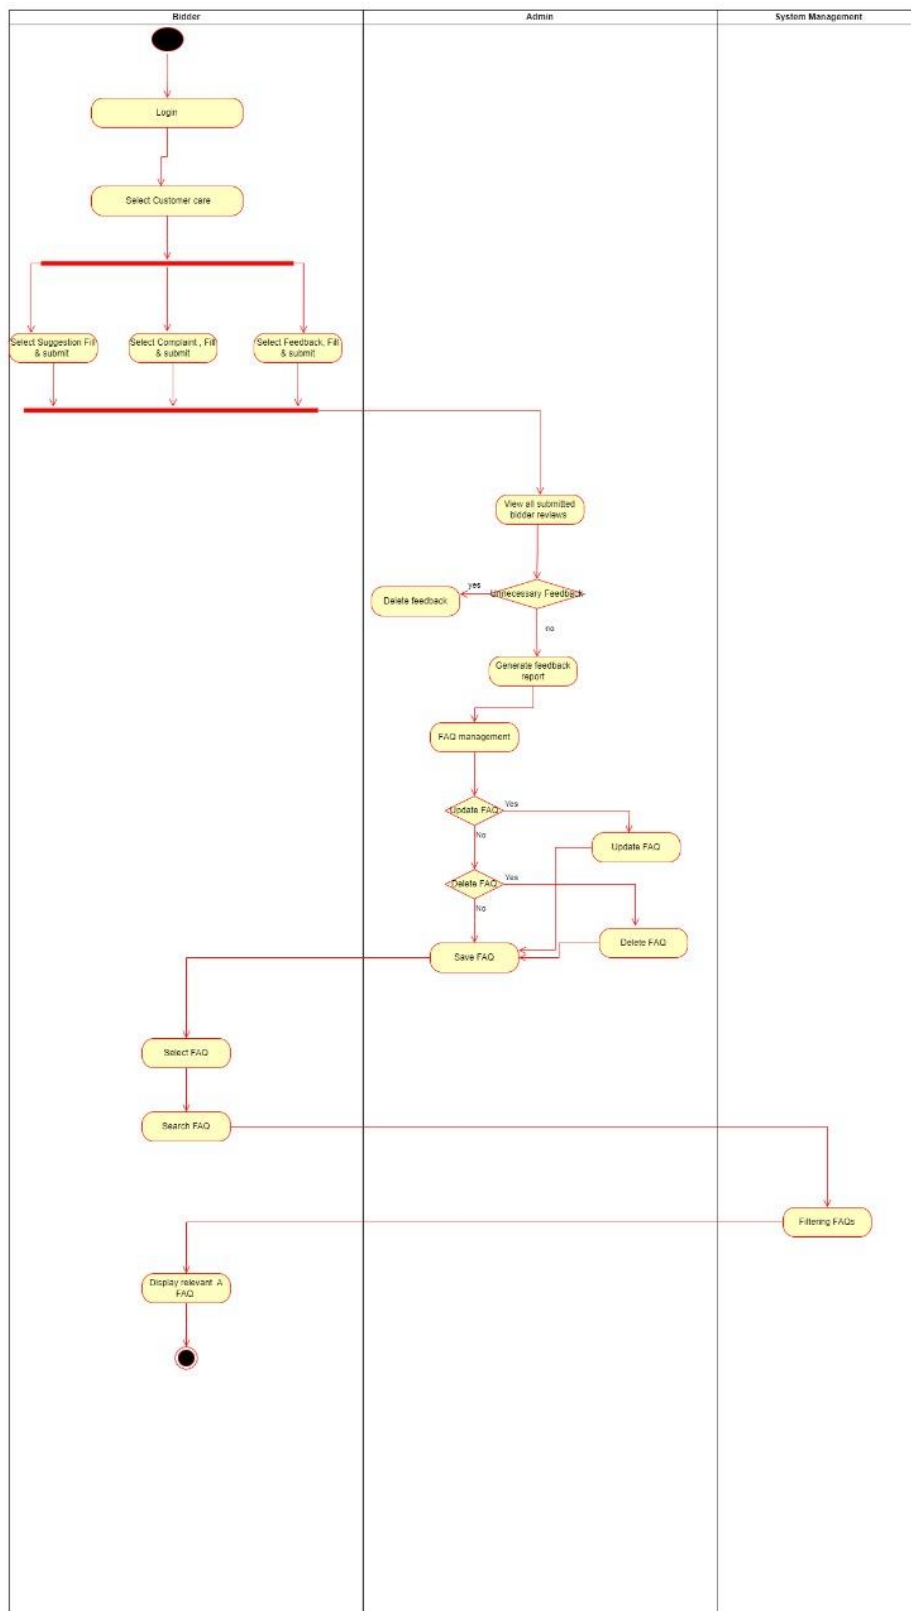 Bidder
Admin
System Management
Login
Select Customer care
Select Suggestion Fill
& submit
Select Complaint , Fill
& submit
Select Feedback, Fill
& submit
View all submitted
bidder reviews
yes
Unnecessary Feedback
Delete feedback
no
Generate feedback
report
FAQ management
Update FAQ
Yes
No
Update FAQ
Delete FAQ
Yes
No
Delete FAQ
Save FAQ
Select FAQ
Search FAQ
Filtering FAQs
Display relevant A
FAQ